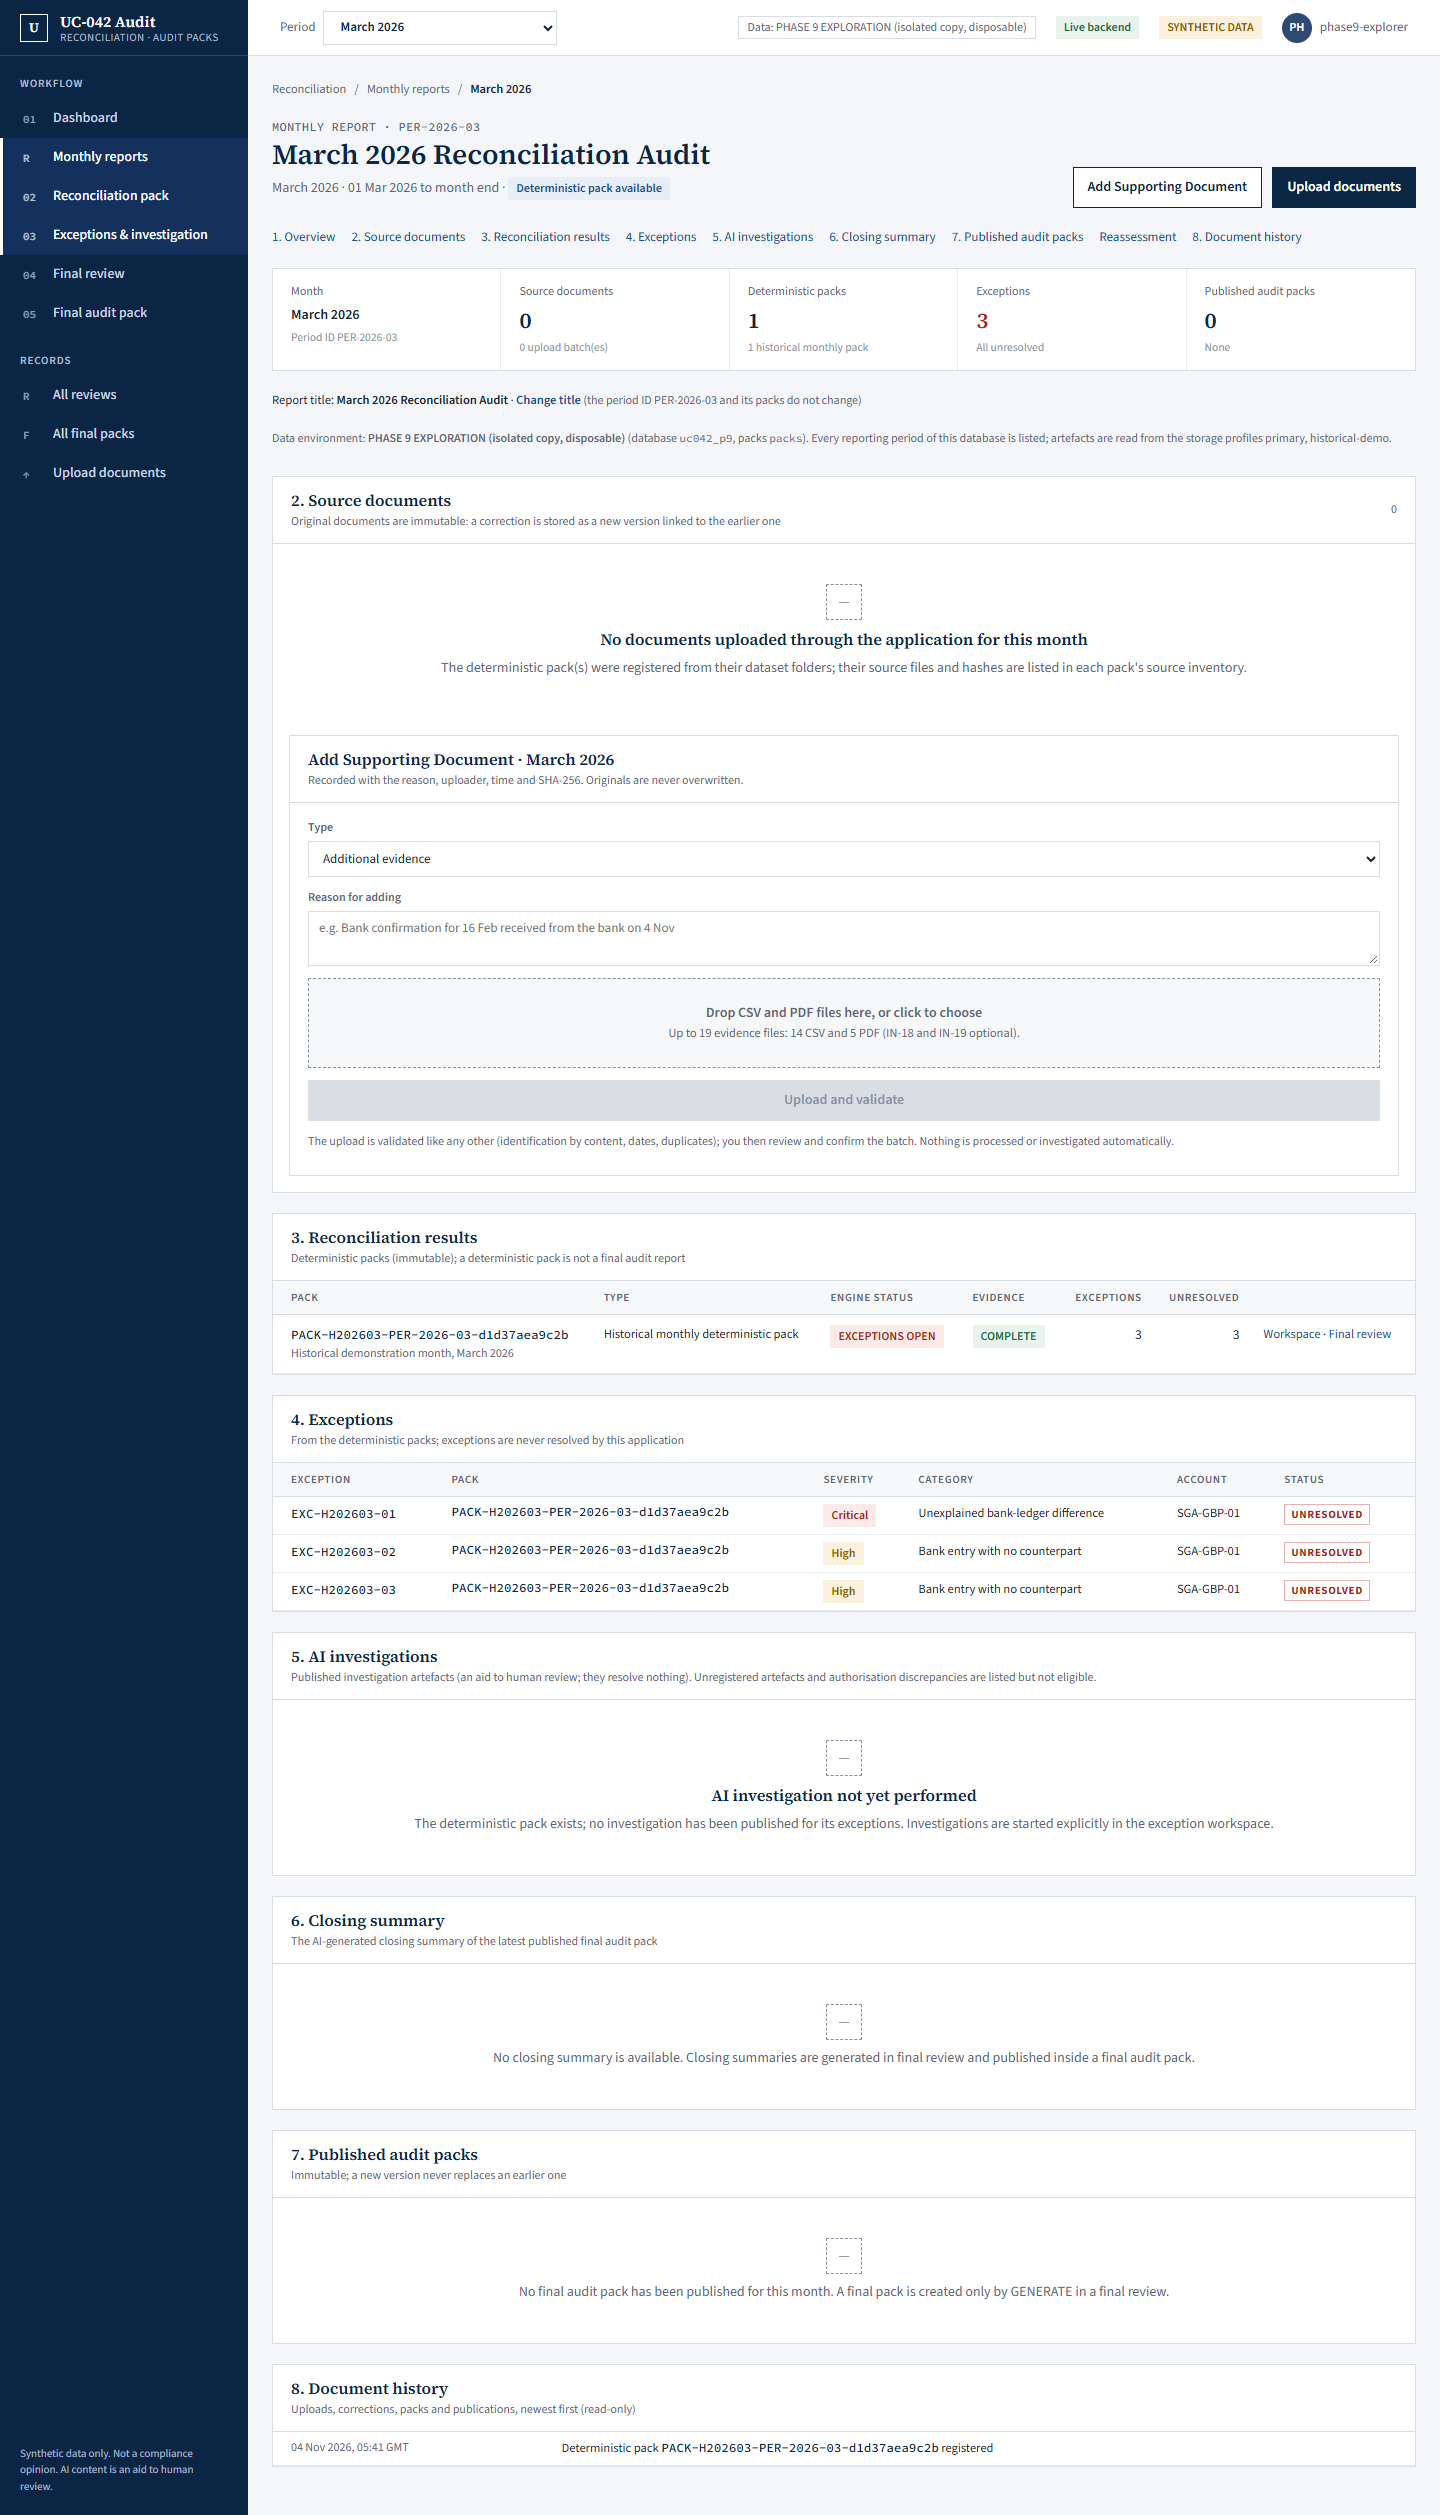 U
UC-042 Audit
RECONCILIATION · AUDIT PACKS
WORKFLOW
01 Dashboard
R Monthly reports
02 Reconciliation pack
03 Exceptions & investigation
04 Final review
05 Final audit pack
RECORDS
R All reviews
F All final packs
↑ Upload documents
Synthetic data only. Not a compliance
opinion. AI content is an aid to human
review.
Period March 2026 Data: PHASE 9 EXPLORATION (isolated copy, disposable) Live backend SYNTHETIC DATA PH phase9-explorer
Reconciliation / Monthly reports / March 2026
MONTHLY REPORT · PER-2026-03
March 2026 Reconciliation Audit
March 2026 · 01 Mar 2026 to month end · Deterministic pack available
Add Supporting Document Upload documents
1. Overview 2. Source documents 3. Reconciliation results 4. Exceptions 5. AI investigations 6. Closing summary 7. Published audit packs Reassessment 8. Document history
Month
March 2026
Period ID PER-2026-03
Source documents
0
0 upload batch(es)
Deterministic packs
1
1 historical monthly pack
Exceptions
3
All unresolved
Published audit packs
0
None
Report title: March 2026 Reconciliation Audit · Change title (the period ID PER-2026-03 and its packs do not change)
Data environment: PHASE 9 EXPLORATION (isolated copy, disposable) (database uc042_p9, packs packs). Every reporting period of this database is listed; artefacts are read from the storage profiles primary, historical-demo.
2. Source documents
Original documents are immutable: a correction is stored as a new version linked to the earlier one
0
—
No documents uploaded through the application for this month
The deterministic pack(s) were registered from their dataset folders; their source files and hashes are listed in each pack's source inventory.
Add Supporting Document · March 2026
Recorded with the reason, uploader, time and SHA-256. Originals are never overwritten.
Type
Additional evidence
Reason for adding
e.g. Bank confirmation for 16 Feb received from the bank on 4 Nov
Drop CSV and PDF files here, or click to choose
Up to 19 evidence files: 14 CSV and 5 PDF (IN-18 and IN-19 optional).
Upload and validate
The upload is validated like any other (identification by content, dates, duplicates); you then review and confirm the batch. Nothing is processed or investigated automatically.
3. Reconciliation results
Deterministic packs (immutable); a deterministic pack is not a final audit report
PACK TYPE ENGINE STATUS EVIDENCE EXCEPTIONS UNRESOLVED
PACK-H202603-PER-2026-03-d1d37aea9c2b Historical monthly deterministic pack EXCEPTIONS OPEN COMPLETE 3 3 Workspace · Final review
Historical demonstration month, March 2026
4. Exceptions
From the deterministic packs; exceptions are never resolved by this application
EXCEPTION PACK SEVERITY CATEGORY ACCOUNT STATUS
EXC-H202603-01 PACK-H202603-PER-2026-03-d1d37aea9c2b Critical Unexplained bank-ledger difference SGA-GBP-01 UNRESOLVED
EXC-H202603-02 PACK-H202603-PER-2026-03-d1d37aea9c2b High Bank entry with no counterpart SGA-GBP-01 UNRESOLVED
EXC-H202603-03 PACK-H202603-PER-2026-03-d1d37aea9c2b High Bank entry with no counterpart SGA-GBP-01 UNRESOLVED
5. AI investigations
Published investigation artefacts (an aid to human review; they resolve nothing). Unregistered artefacts and authorisation discrepancies are listed but not eligible.
—
AI investigation not yet performed
The deterministic pack exists; no investigation has been published for its exceptions. Investigations are started explicitly in the exception workspace.
6. Closing summary
The AI-generated closing summary of the latest published final audit pack
—
No closing summary is available. Closing summaries are generated in final review and published inside a final audit pack.
7. Published audit packs
Immutable; a new version never replaces an earlier one
—
No final audit pack has been published for this month. A final pack is created only by GENERATE in a final review.
8. Document history
Uploads, corrections, packs and publications, newest first (read-only)
04 Nov 2026, 05:41 GMT Deterministic pack PACK-H202603-PER-2026-03-d1d37aea9c2b registered